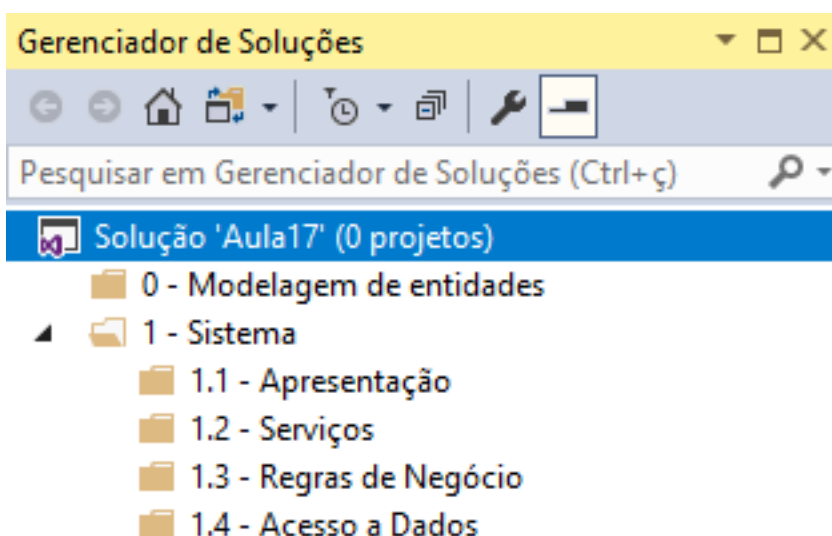 Gerenciador de Soluções
Pesquisar em Gerenciador de Soluções (Ctrl+ç)
Solução 'Aula17' (0 projetos)
0 - Modelagem de entidades
1 - Sistema
1.1 - Apresentação
1.2 - Serviços
1.3 - Regras de Negócio
1.4 - Acesso a Dados